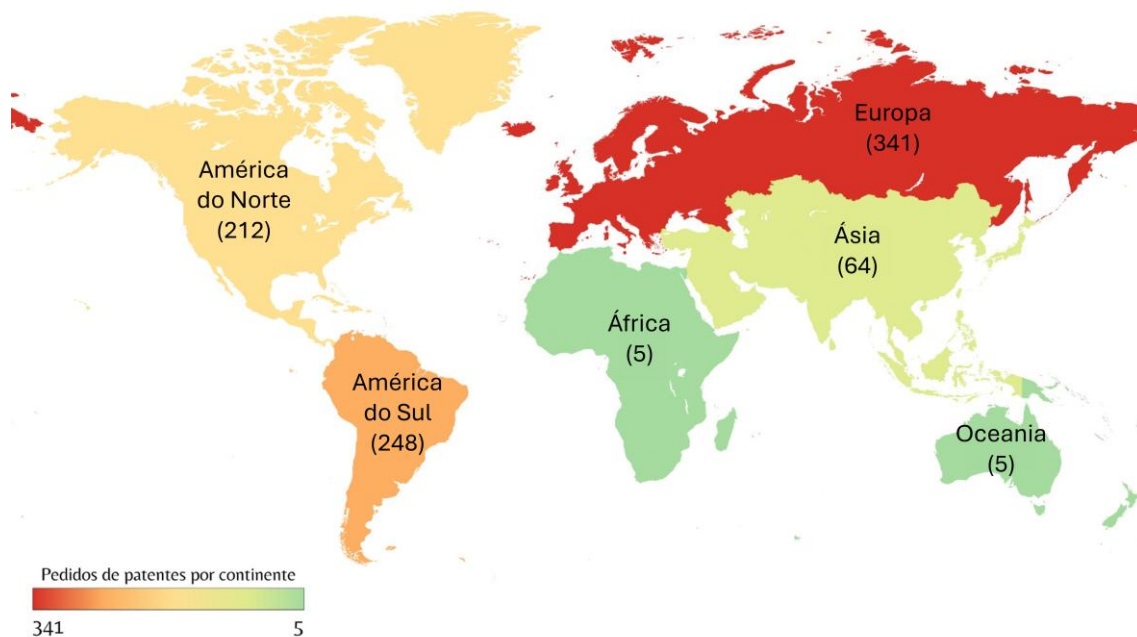 Europa
(341)
América
do Norte
(212)
Ásia
(64)
África
(5)
América
do Sul
(248)
Oceania
(5)
Pedidos de patentes por continente
341
5